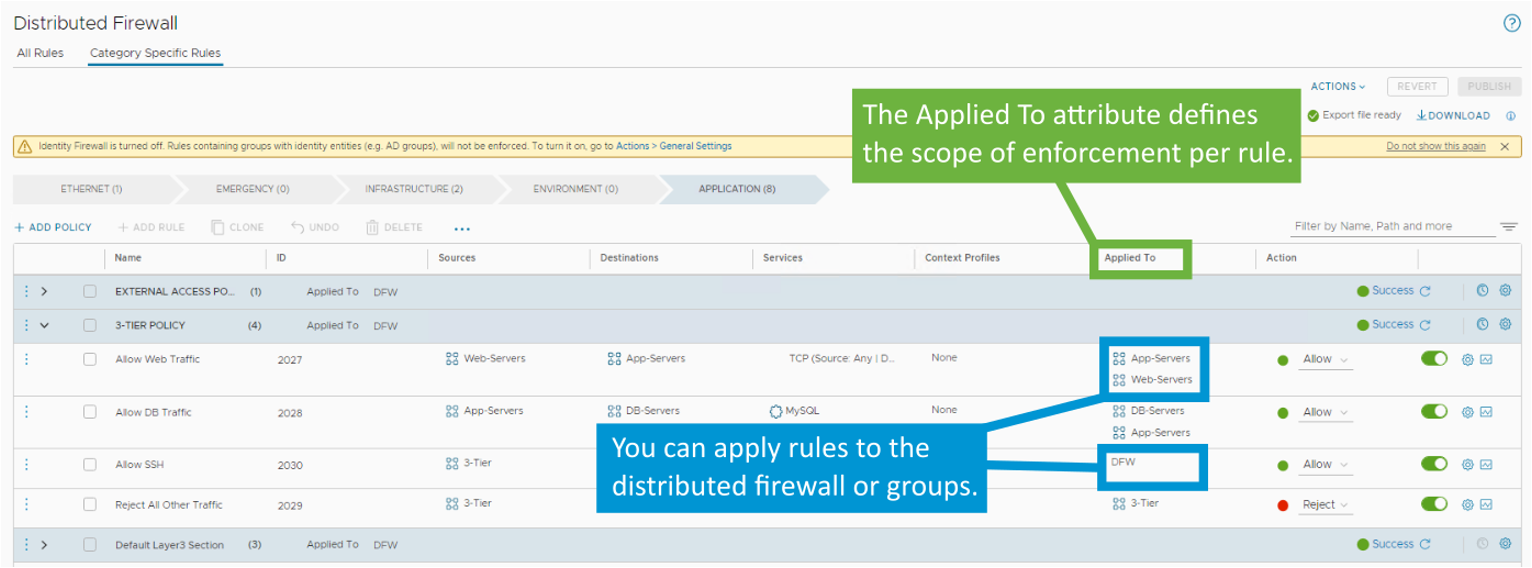 Distributed Firewall
All Rules Category Specific Rules
ACTIONS REVERT PUBLISH
The Applied To attribute defines
the scope of enforcement per rule.
Export file ready DOWNLOAD
Identity Firewall is turned off. Rules containing groups with identity entities (e.g. AD groups), will not be enforced. To turn it on, go to Actions > General Settings
Do not show this again
ETHERNET (1) EMERGENCY (0) INFRASTRUCTURE (2) ENVIRONMENT (0) APPLICATION (8)
+ ADD POLICY + ADD RULE CLONE UNDO DELETE ...
Filter by Name, Path and more
Name ID Sources Destinations Services Context Profiles Applied To Action
EXTERNAL ACCESS PO... (1) Applied To DFW Success
3-TIER POLICY (4) Applied To DFW Success
Allow Web Traffic 2027 Web-Servers App-Servers TCP (Source: Any | D... None App-Servers Allow
Web-Servers
Allow DB Traffic 2028 App-Servers DB-Servers MySQL None DB-Servers Allow
App-Servers
You can apply rules to the
distributed firewall or groups.
Allow SSH 2030 3-Tier DFW Allow
Reject All Other Traffic 2029 3-Tier 3-Tier Reject
Default Layer3 Section (3) Applied To DFW Success